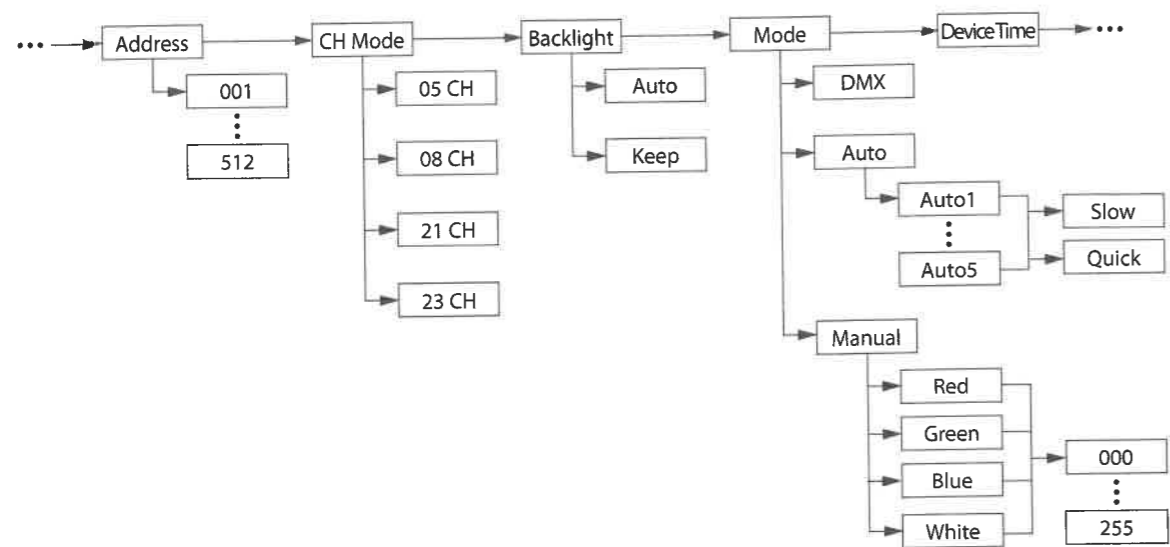 Address
CH Mode
Backlight
Mode
DeviceTime
001
512
05 CH
08 CH
21 CH
23 CH
Auto
Keep
DMX
Auto
Auto1
Auto5
Slow
Quick
Manual
Red
Green
Blue
White
000
255